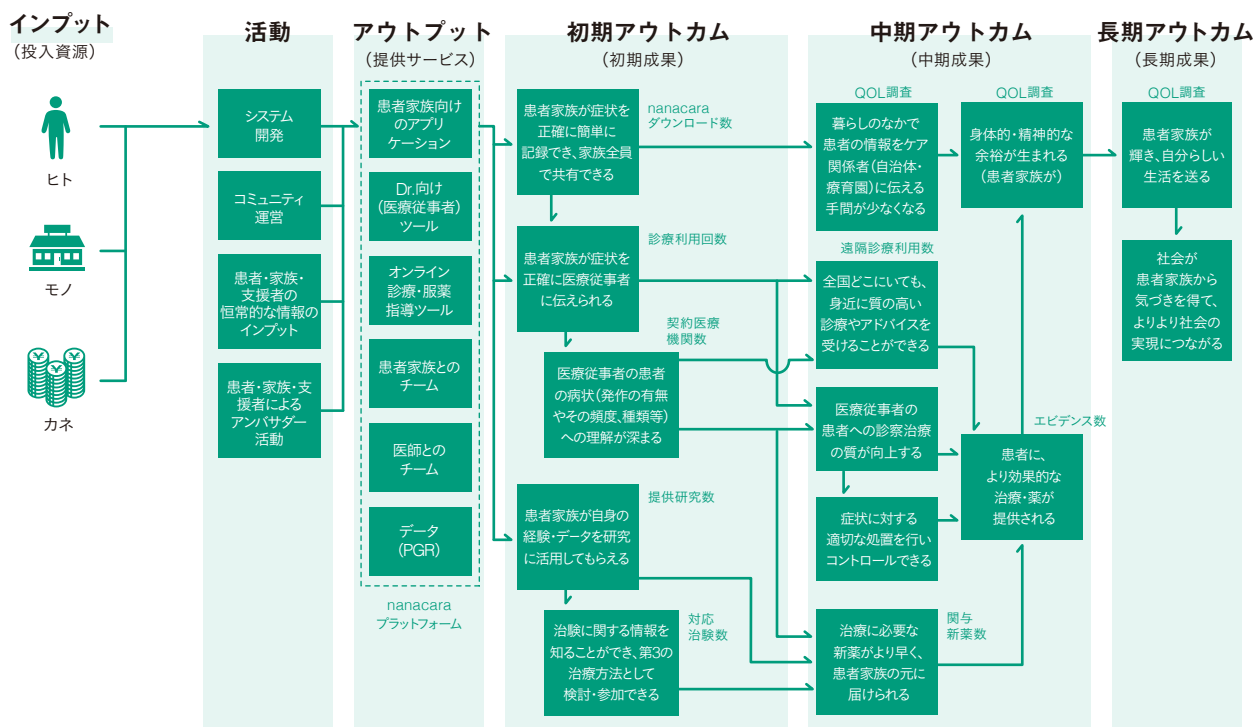 インプット
（投入資源）
ヒト
モノ
カネ
活動
システム
開発
コミュニティ
運営
患者・家族・
支援者の
恒常的な情報の
インプット
患者・家族・支
援者による
アンバサダー
活動
アウトプット
（提供サービス）
患者家族向け
のアプリ
ケーション
Dr.向け
（医療従事者）
ツール
オンライン
診療・服薬
指導ツール
患者家族との
チーム
医師との
チーム
データ
（PGR）
nanacara
プラットフォーム
初期アウトカム
（初期成果）
患者家族が症状を
正確に簡単に
記録でき、家族全員
で共有できる
nanacara
ダウンロード数
患者家族が症状を
正確に医療従事者
に伝えられる
診療利用回数
医療従事者の患者
の病状（発作の有無
やその頻度、種類等）
への理解が深まる
契約医療
機関数
患者家族が自身の
経験・データを研究
に活用してもらえる
提供研究数
治験に関する情報を
知ることができ、第3の
治療方法として
検討・参加できる
対応
治験数
中期アウトカム
（中期成果）
QOL調査
暮らしのなかで
患者の情報をケア
関係者（自治体・
療育園）に伝える
手間が少なくなる
遠隔診療利用数
全国どこにいても、
身近に質の高い
診療やアドバイスを
受けることができる
医療従事者の
患者への診察治療
の質が向上する
症状に対する
適切な処置を行い
コントロールできる
治療に必要な
新薬がより早く、
患者家族の元に
届けられる
関与
新薬数
QOL調査
身体的・精神的な
余裕が生まれる
（患者家族が）
エビデンス数
患者に、
より効果的な
治療・薬が
提供される
長期アウトカム
（長期成果）
QOL調査
患者家族が
輝き、自分らしい
生活を送る
社会が
患者家族から
気づきを得て、
よりより社会の
実現につながる